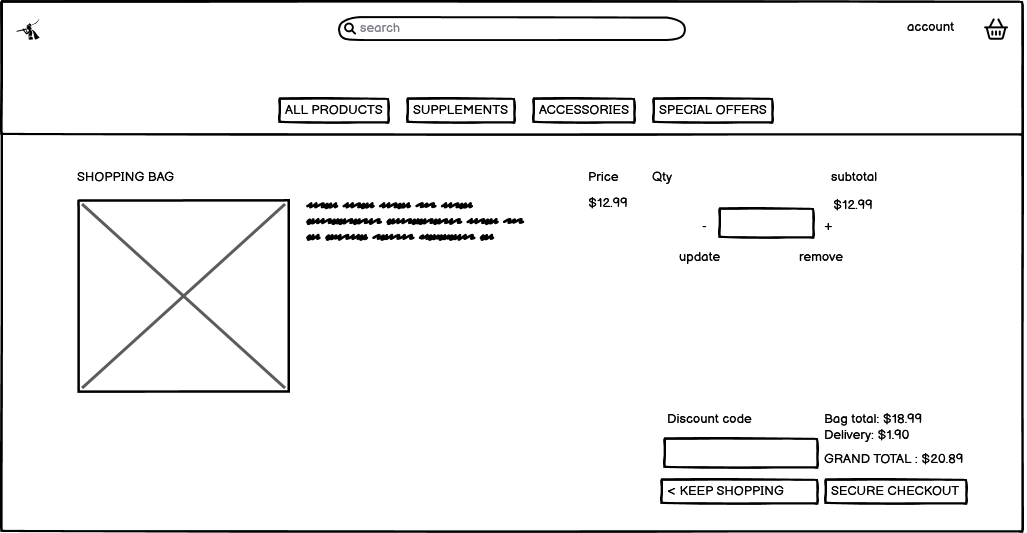 search
account
ALL PRODUCTS
SUPPLEMENTS
ACCESSORIES
SPECIAL OFFERS
SHOPPING BAG
Price
Qty
subtotal
$12.99
$12.99
-
+
update
remove
Discount code
Bag total: $18.99
Delivery: $1.90
GRAND TOTAL : $20.89
< KEEP SHOPPING
SECURE CHECKOUT